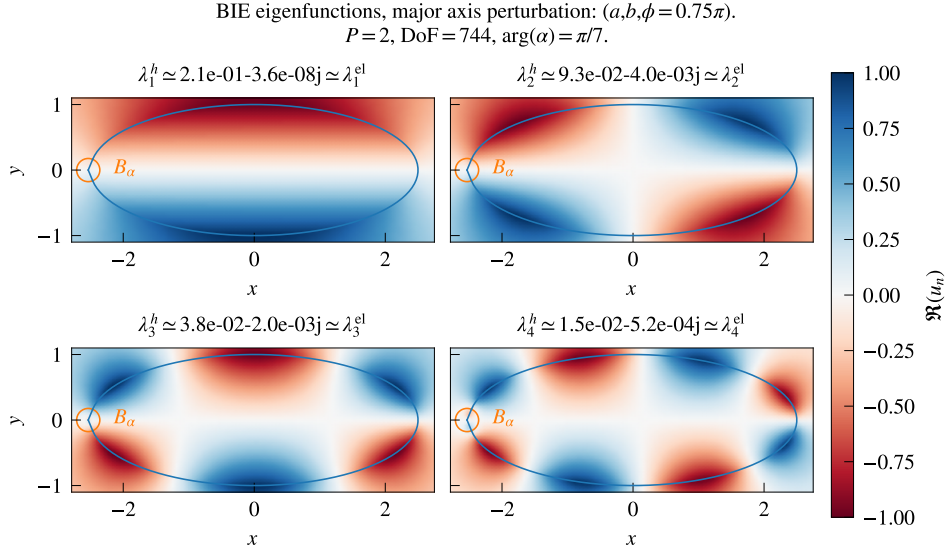 BIE eigenfunctions, major axis perturbation: (a,b,ϕ = 0.75π).
P = 2, DoF = 744, arg(α) = π/7.
λ₁ʰ ≃ 2.1e-01-3.6e-08j ≃ λ₁ᵉˡ
λ₂ʰ ≃ 9.3e-02-4.0e-03j ≃ λ₂ᵉˡ
1
0
−1
y
B_α
B_α
−2
0
2
x
−2
0
2
x
λ₃ʰ ≃ 3.8e-02-2.0e-03j ≃ λ₃ᵉˡ
λ₄ʰ ≃ 1.5e-02-5.2e-04j ≃ λ₄ᵉˡ
1
0
−1
y
B_α
B_α
−2
0
2
x
−2
0
2
x
1.00
0.75
0.50
0.25
0.00
−0.25
−0.50
−0.75
−1.00
ℜ(uₙ)